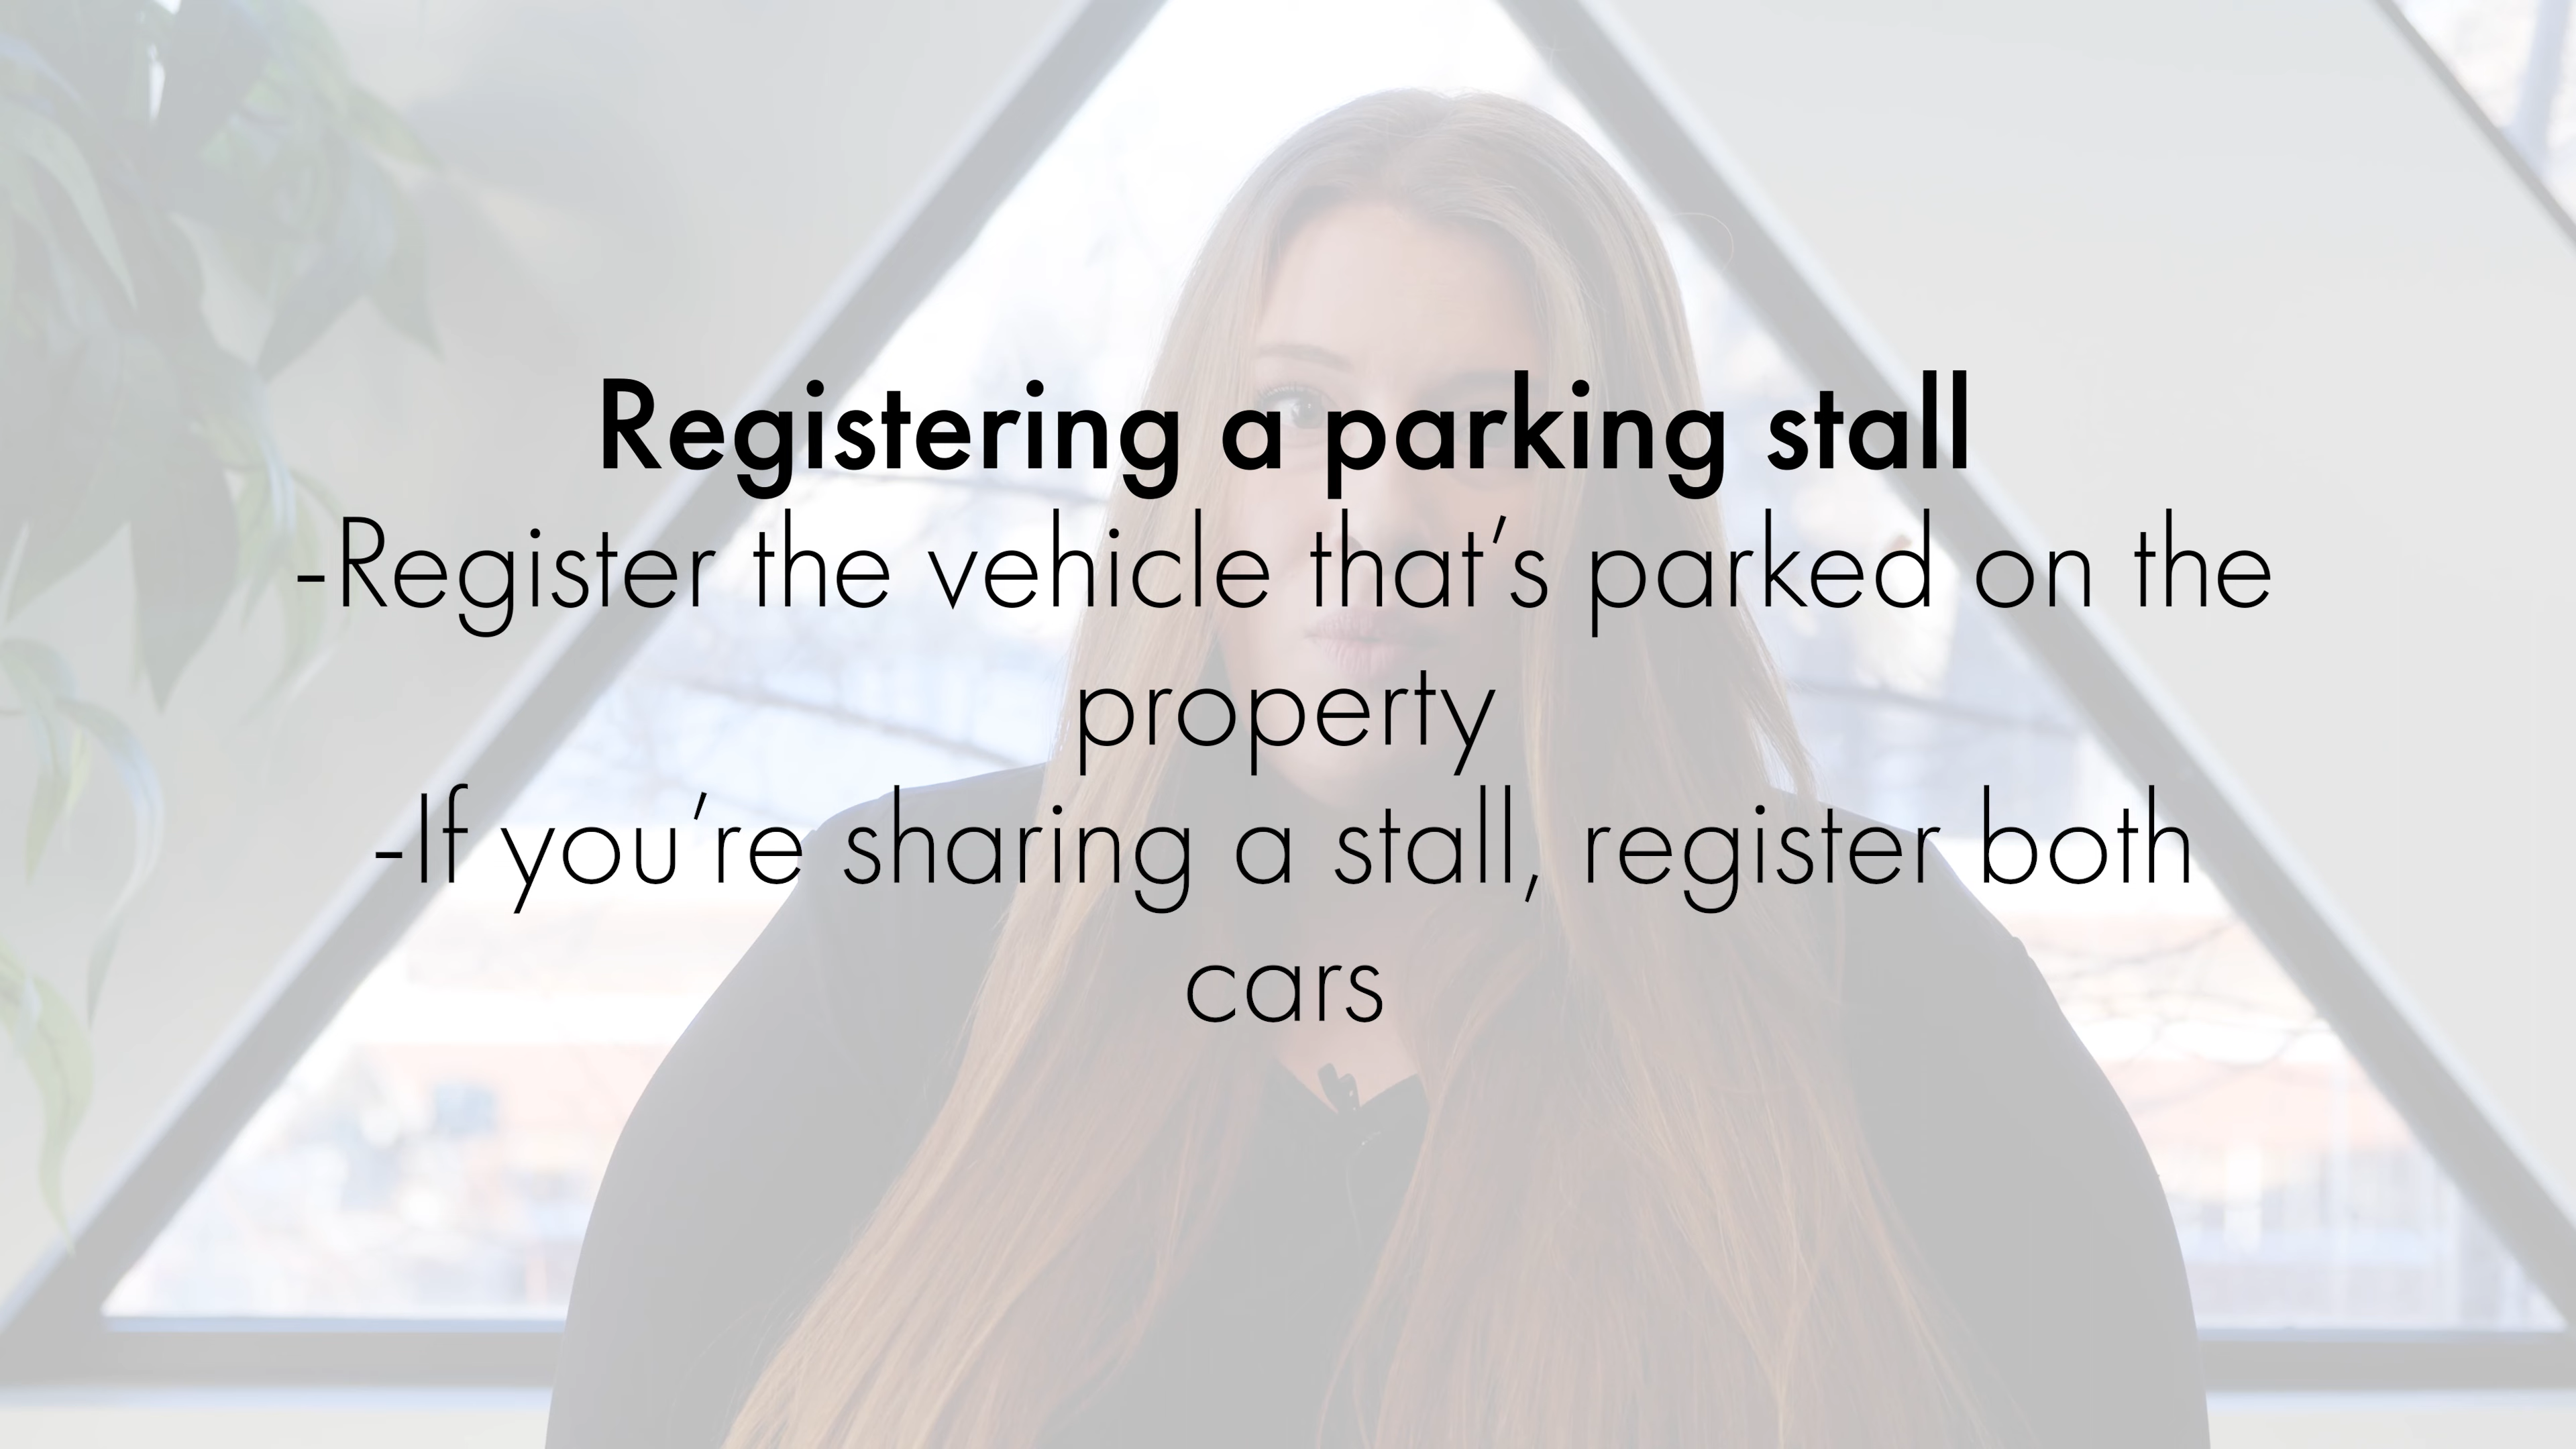 Registering a parking stall
-Register the vehicle that’s parked on the
property
-If you’re sharing a stall, register both
cars